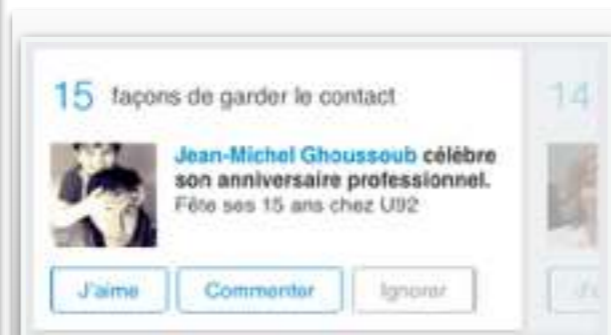 15 façons de garder le contact
Jean-Michel Ghoussoub célèbre
son anniversaire professionnel.
Fête ses 15 ans chez U92
J'aime
Commenter
Ignorer
14